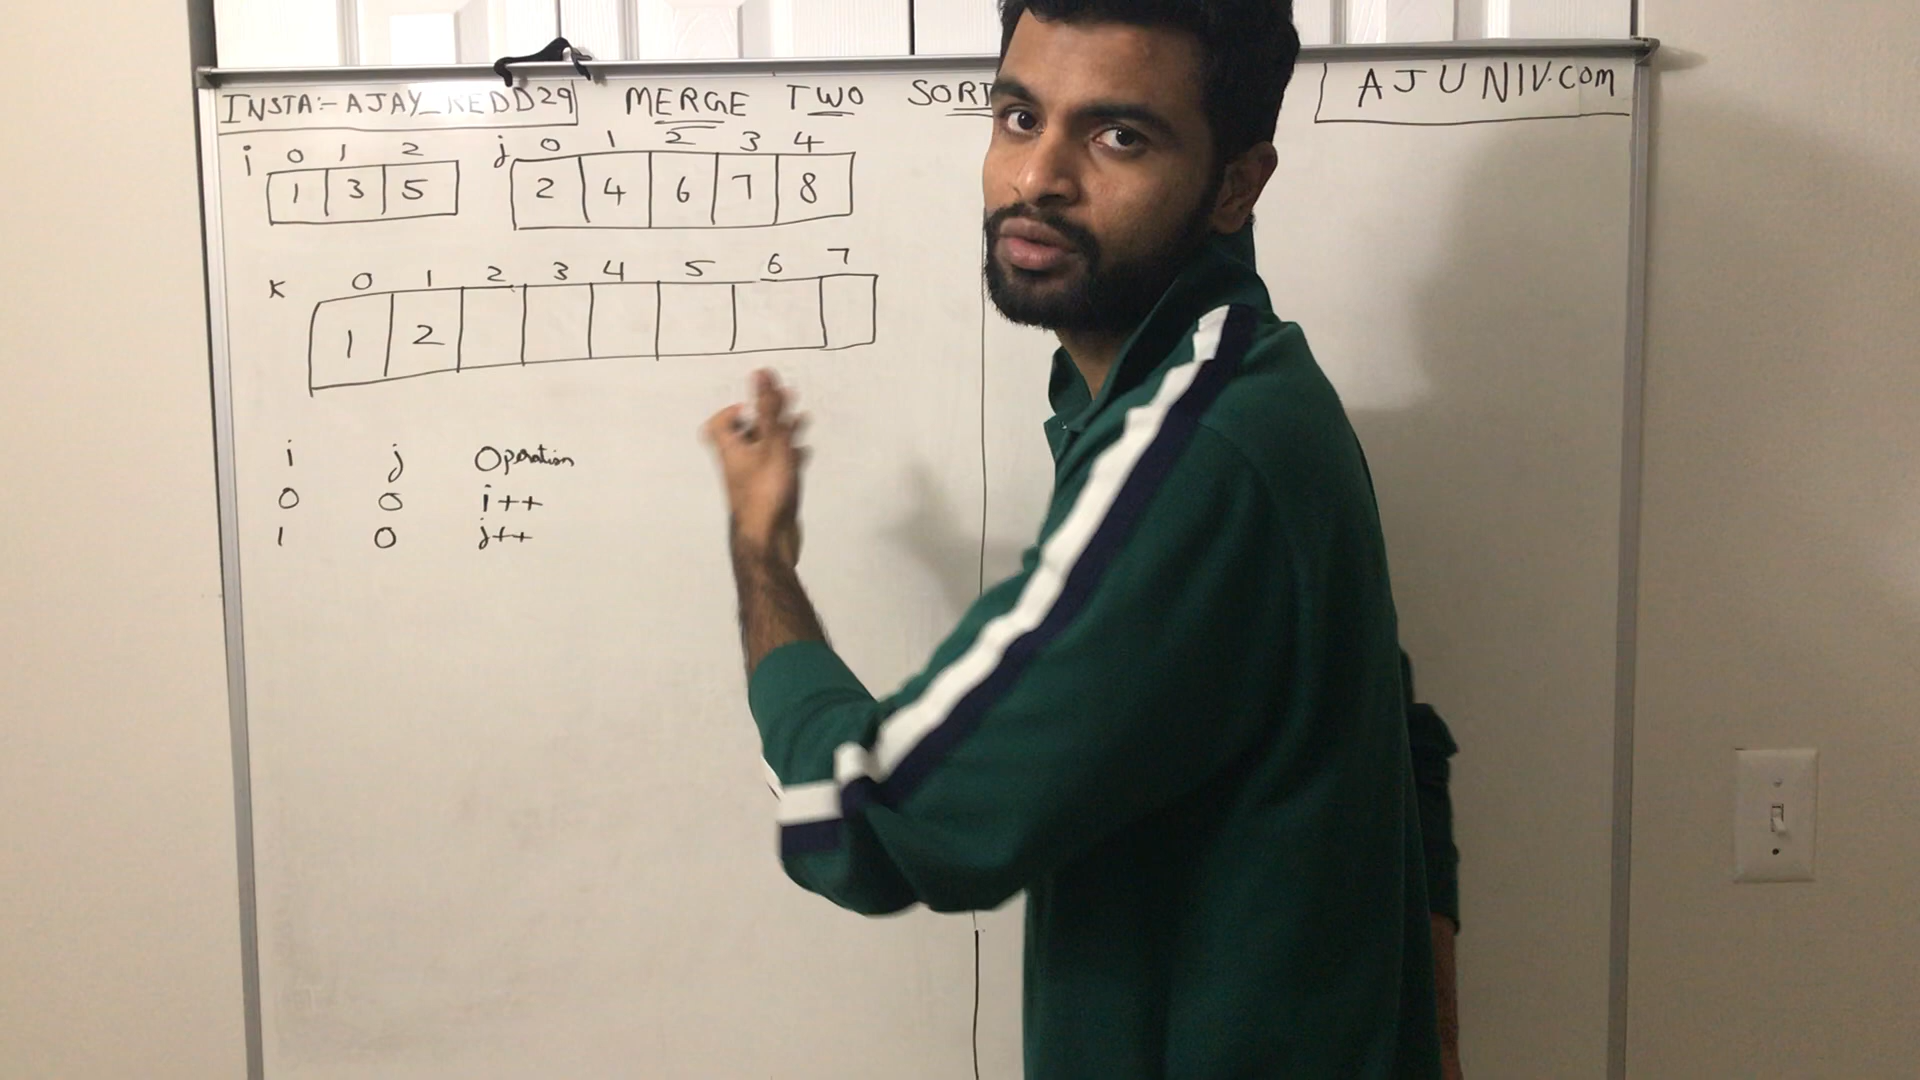 INSTA:- AJAY_REDD29 MERGE TWO SORT
AJUNIV.COM
i 0 1 2 j 0 1 2 3 4
1 3 5 2 4 6 7 8
K 0 1 2 3 4 5 6 7
1 2
i j Operation
0 0 i++
1 0 j++